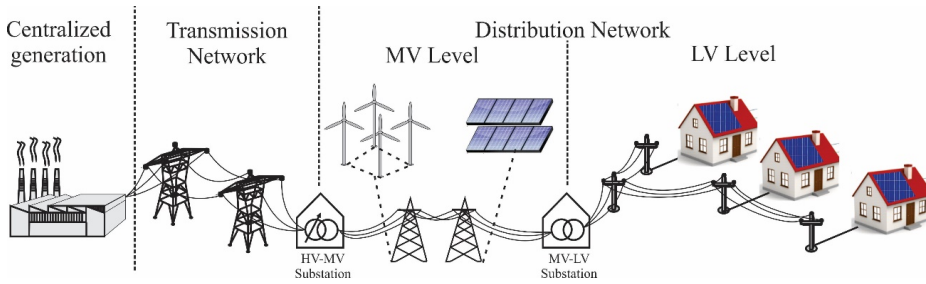 Centralized
generation
Transmission
Network
Distribution Network
MV Level
LV Level
HV-MV
Substation
MV-LV
Substation